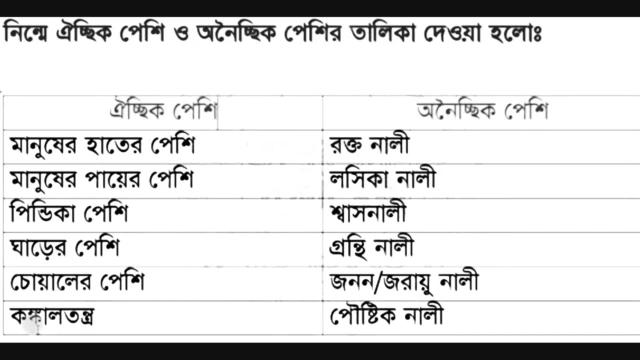 নিম্নে ঐচ্ছিক পেশি ও অনৈচ্ছিক পেশির তালিকা দেওয়া হলোঃ
ঐচ্ছিক পেশি অনৈচ্ছিক পেশি
মানুষের হাতের পেশি রক্ত নালী
মানুষের পায়ের পেশি লসিকা নালী
পিন্ডিকা পেশি শ্বাসনালী
ঘাড়ের পেশি গ্রন্থি নালী
চোয়ালের পেশি জনন/জরায়ু নালী
কঙ্কালতন্ত্র পৌষ্টিক নালী